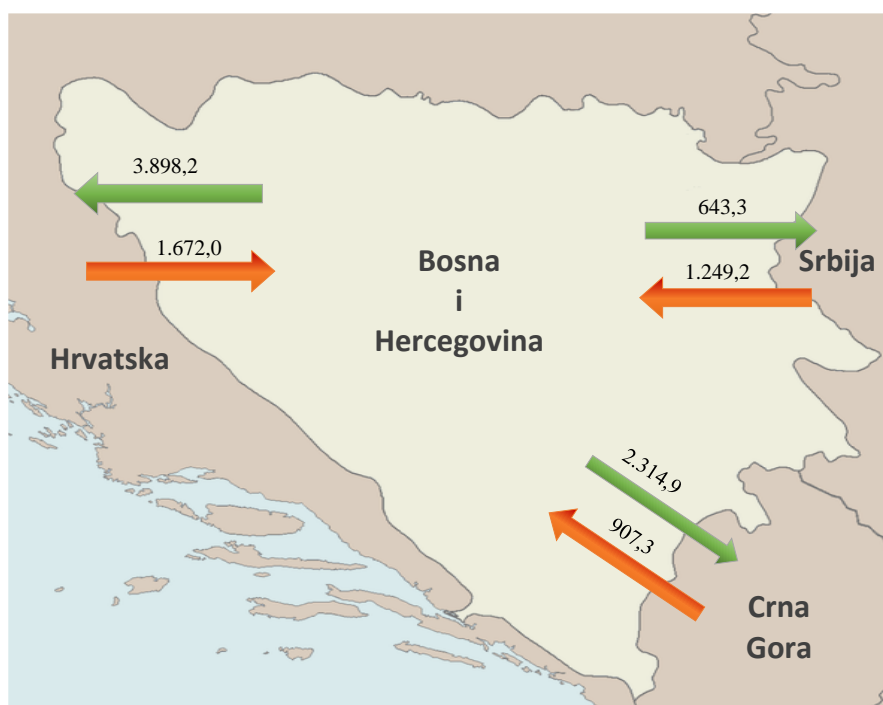 3.898,2
643,3
1.672,0
Bosna
i
Hercegovina
Srbija
1.249,2
Hrvatska
2.314,9
907,3
Crna
Gora